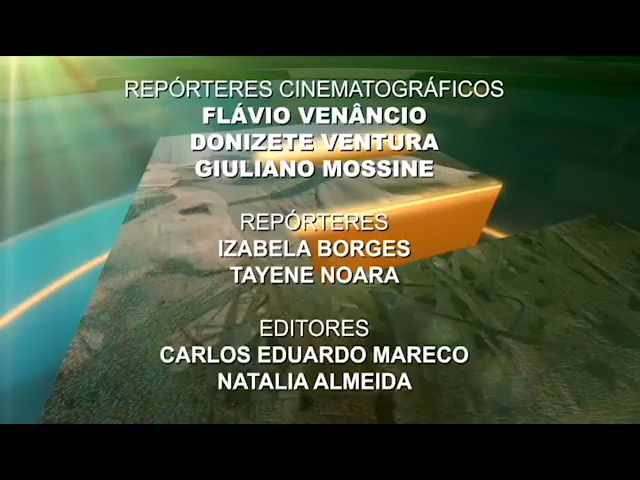 REPÓRTERES CINEMATOGRÁFICOS
FLÁVIO VENÂNCIO
DONIZETE VENTURA
GIULIANO MOSSINE
REPÓRTERES
IZABELA BORGES
TAYENE NOARA
EDITORES
CARLOS EDUARDO MARECO
NATALIA ALMEIDA